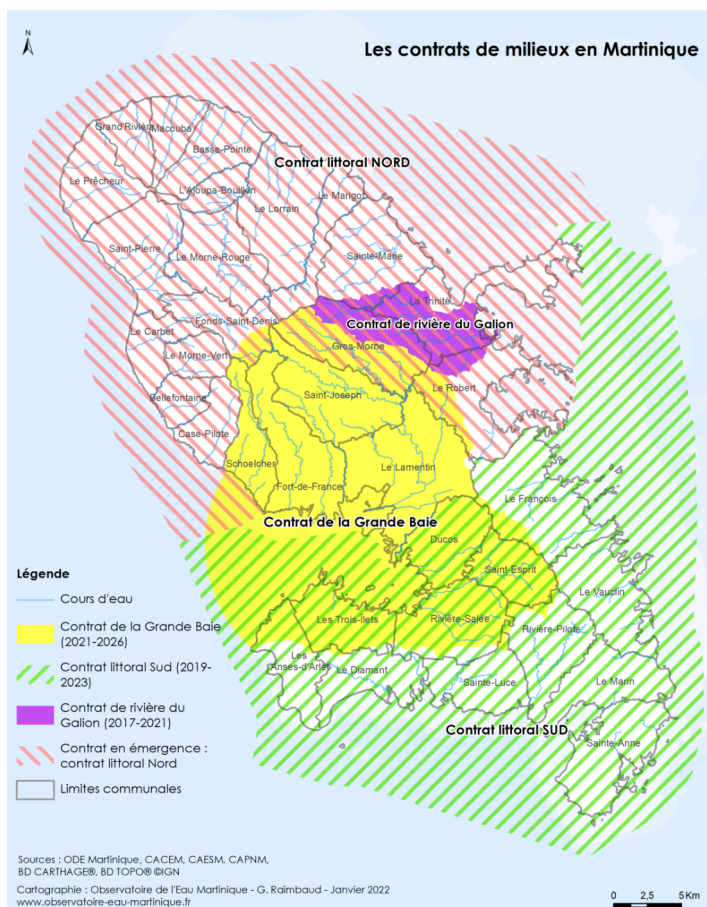 N
Les contrats de milieux en Martinique
Grand'Rivière
Macouba
Basse-Pointe
Contrat littoral NORD
Le Prêcheur
L'Ajoupa-Bouillon
Le Marigot
Le Lorrain
Saint-Pierre
Le Morne-Rouge
Sainte-Marie
La Trinité
Fonds-Saint-Denis
Contrat de rivière du Galion
Le Carbet
Gros-Morne
Le Morne-Vert
Le Robert
Bellefontaine
Saint-Joseph
Case-Pilote
Schoelcher
Le Lamentin
Fort-de-France
Le François
Contrat de la Grande Baie
Ducos
Saint-Esprit
Le Vauclin
Les Trois-Ilets
Rivière-Salée
Rivière-Pilote
Les
Anses-d'Arlet
Le Diamant
Sainte-Luce
Le Marin
Contrat littoral SUD
Sainte-Anne
Légende
Cours d'eau
Contrat de la Grande Baie
(2021-2026)
Contrat littoral Sud (2019-
2023)
Contrat de rivière du
Galion (2017-2021)
Contrat en émergence :
contrat littoral Nord
Limites communales
Sources : ODE Martinique, CACEM, CAESM, CAPNM,
BD CARTHAGE®, BD TOPO® ©IGN
Cartographie : Observatoire de l'Eau Martinique - G. Raimbaud - Janvier 2022
www.observatoire-eau-martinique.fr
0 2,5 5 Km